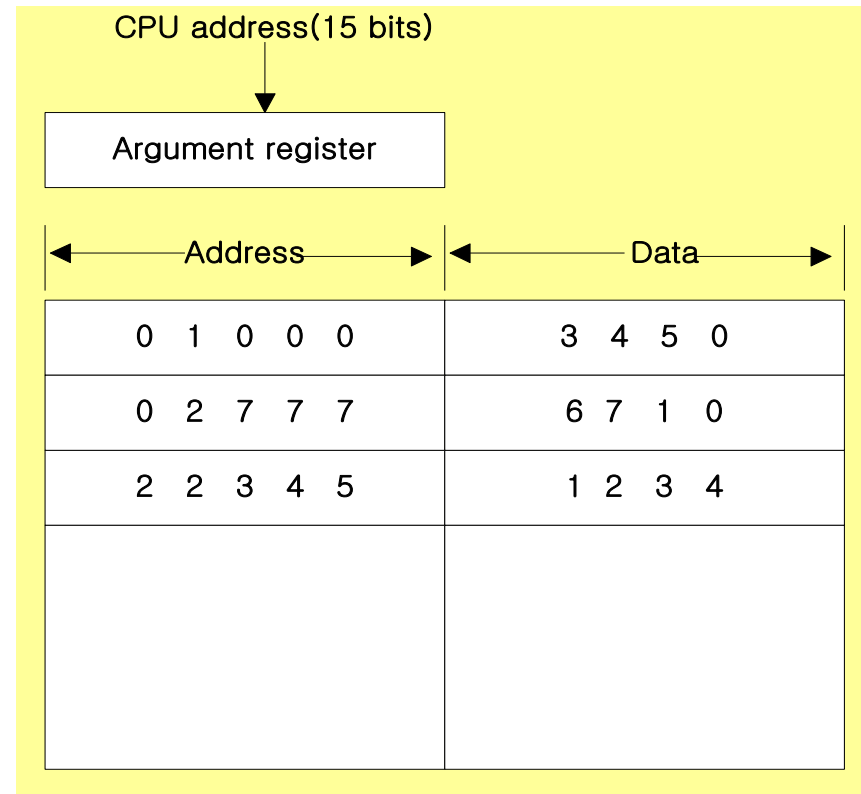 CPU address(15 bits)
Argument register
Address Data
0 1 0 0 0 3 4 5 0
0 2 7 7 7 6 7 1 0
2 2 3 4 5 1 2 3 4